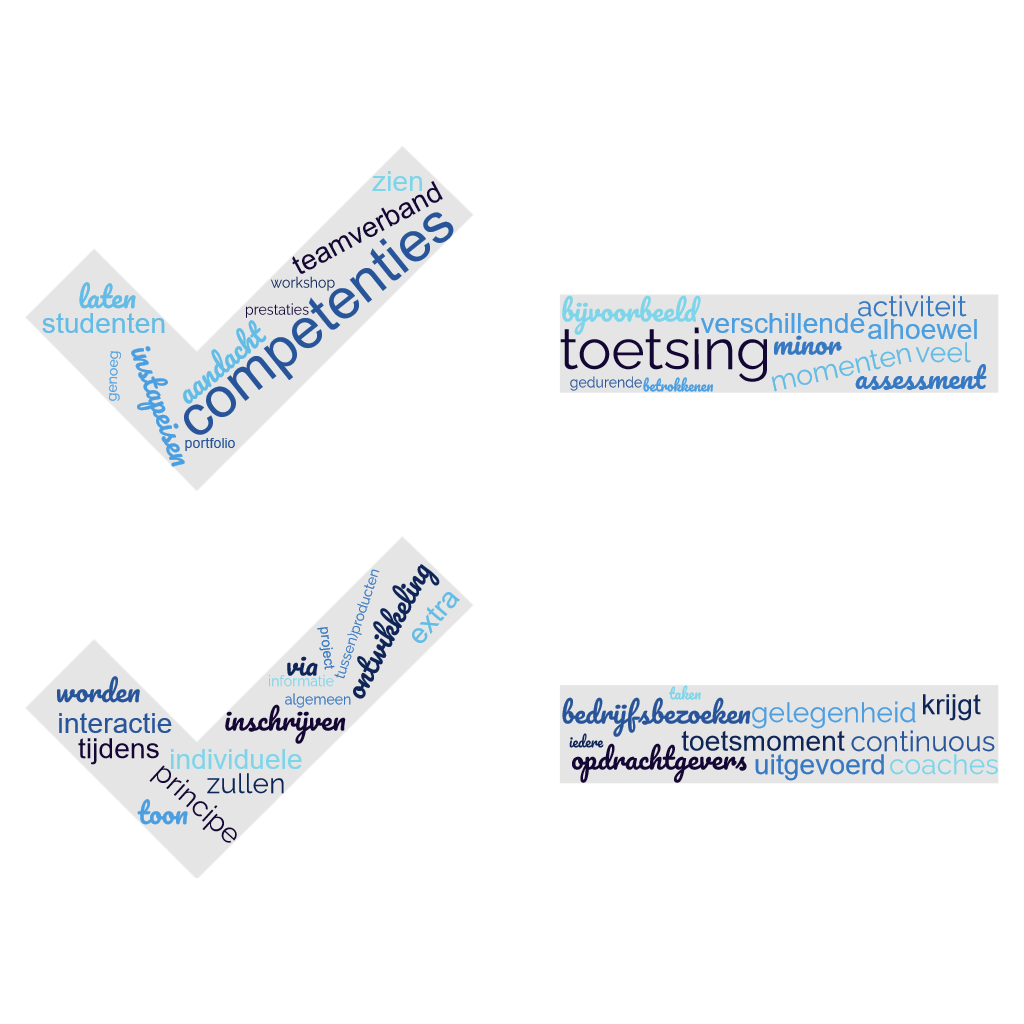 zien
teamverband
competenties
workshop
prestaties
laten
studenten
aandacht
genoeg
instapeisen
portfolio
bijvoorbeeld
activiteit
verschillende
alhoewel
toetsing
minor
momenten
veel
gedurende
betrokkenen
assessment
tussen)producten
ontwikkeling
extra
project
via
informatie
worden
algemeen
interactie
inschrijven
tijdens
individuele
principe
zullen
toon
taken
bedrijfsbezoeken
gelegenheid
krijgt
iedere
toetsmoment
continuous
opdrachtgevers
uitgevoerd
coaches